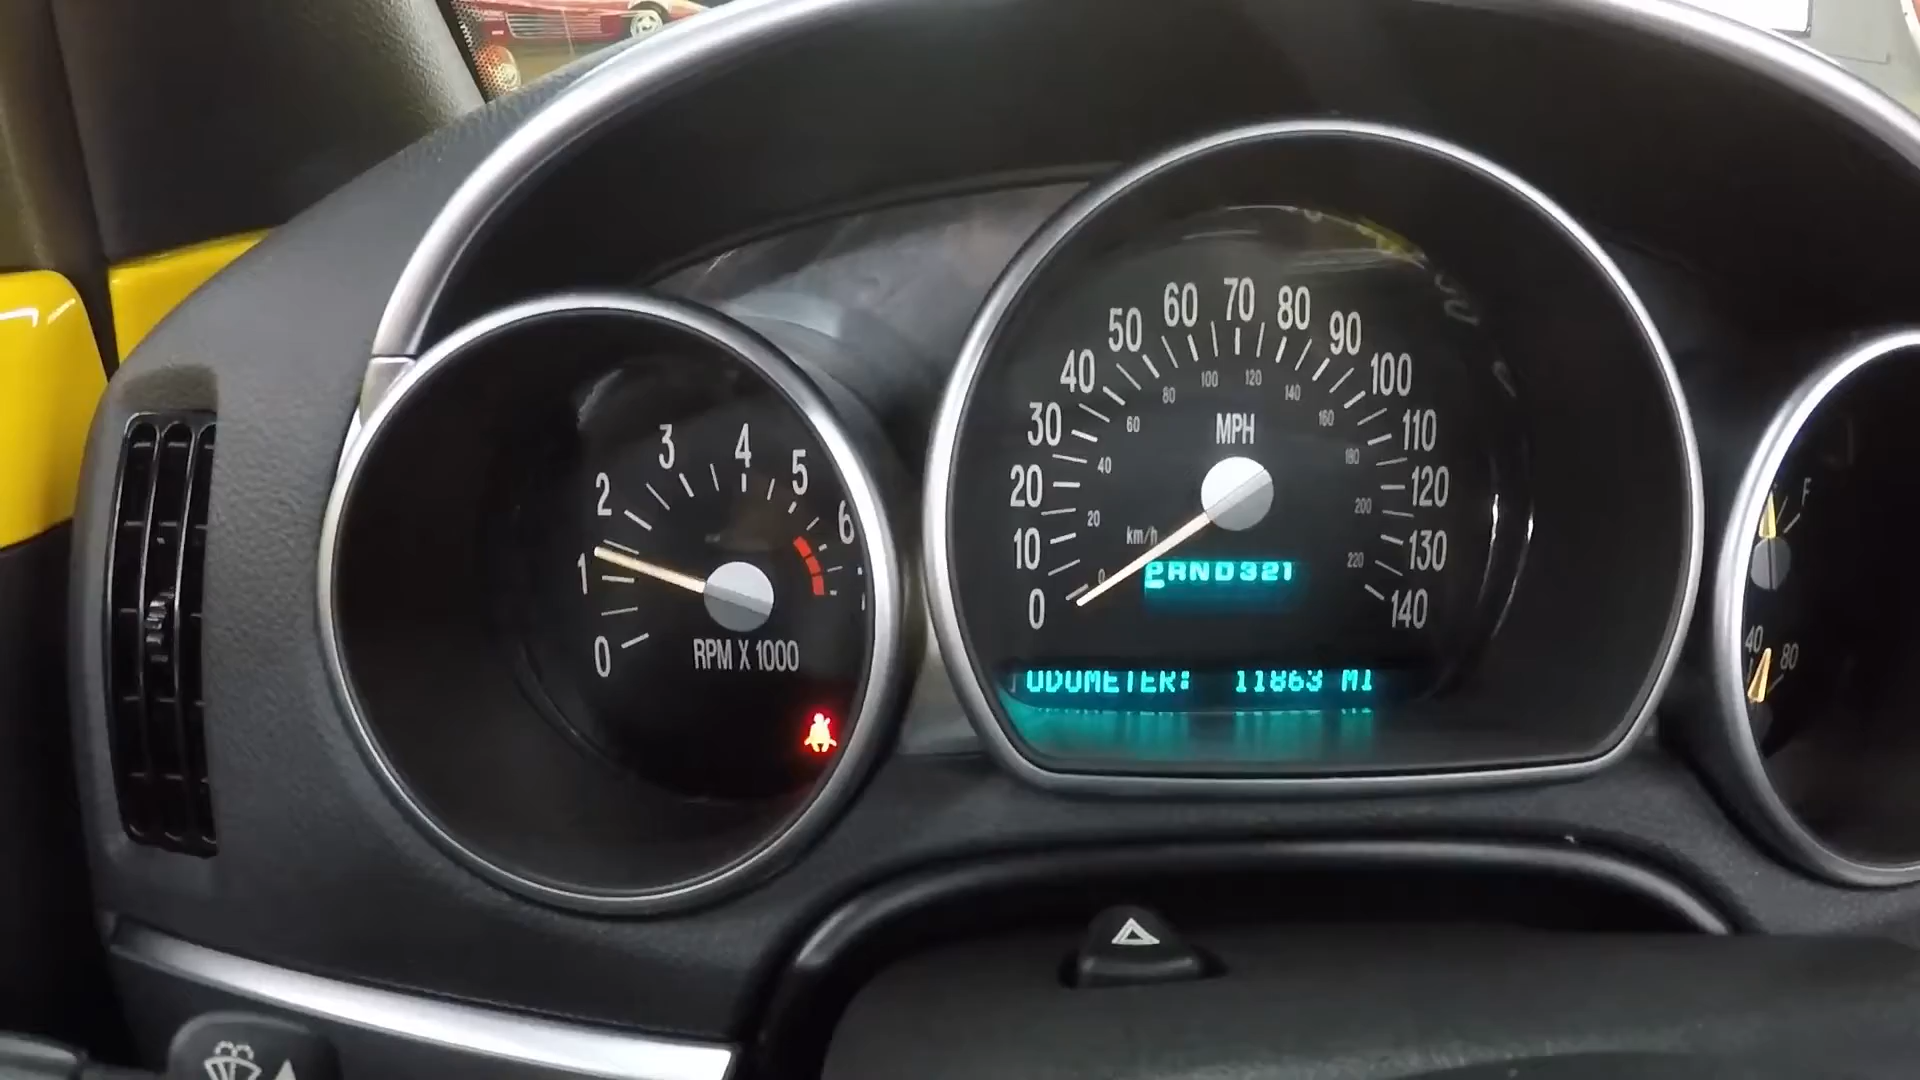 0 1 2 3 4 5 6
RPM X 1000
0 10 20 30 40 50 60 70 80 90 100 110 120 130 140
MPH
0 20 40 60 80 100 120 140 160 180 200 220
km/h
PRND321
ODOMETER: 11863 MI
F
40 80